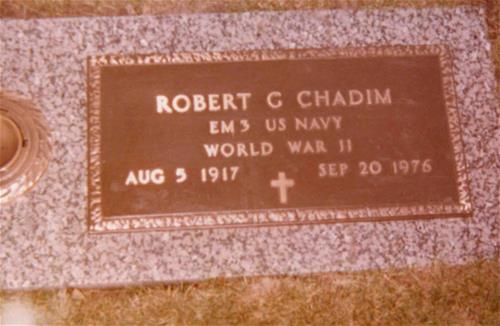 ROBERT G CHADIM
EM3 US NAVY
WORLD WAR II
AUG 5 1917 SEP 20 1976